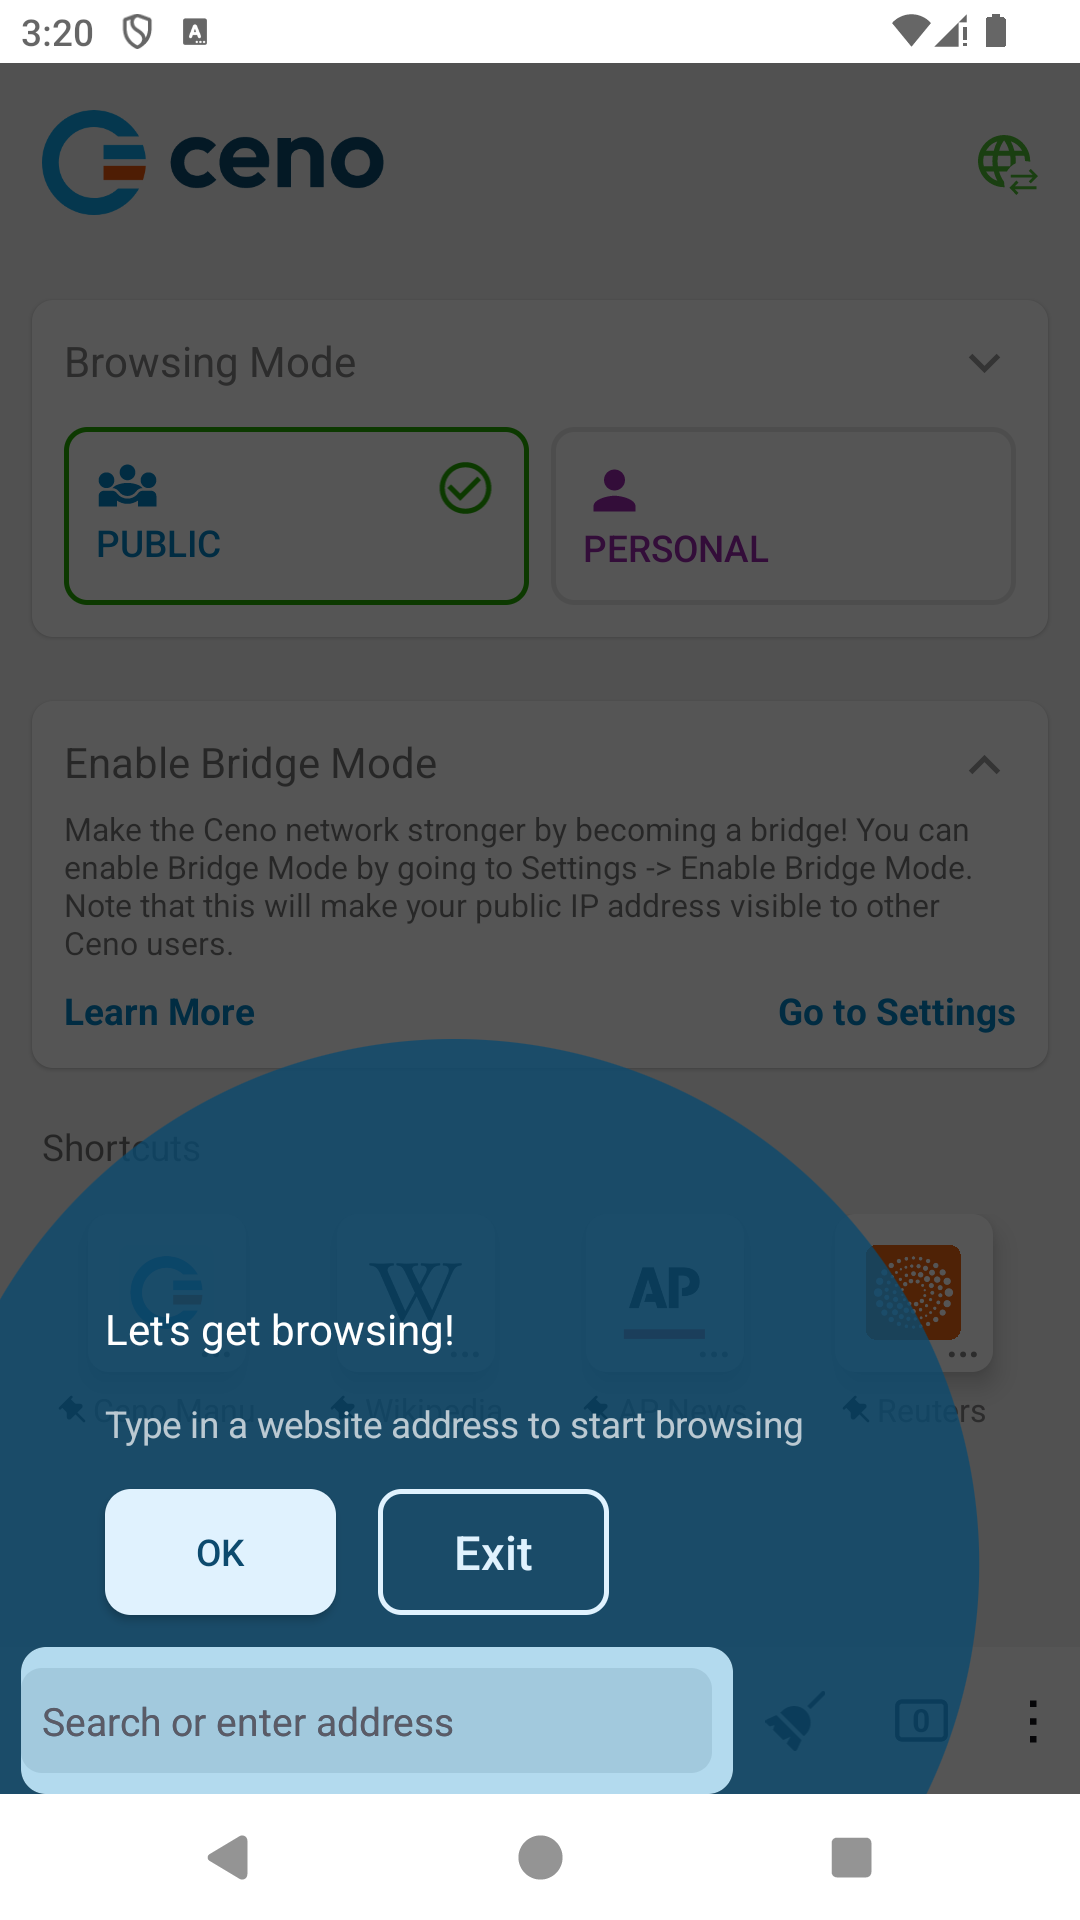 3:20
ceno
Browsing Mode
PUBLIC
PERSONAL
Enable Bridge Mode
Make the Ceno network stronger by becoming a bridge! You can
enable Bridge Mode by going to Settings -> Enable Bridge Mode.
Note that this will make your public IP address visible to other
Ceno users.
Learn More
Go to Settings
Shortcuts
W
AP
Let's get browsing!
Ceno Manu
Wikipedia
AP News
Reuters
Type in a website address to start browsing
OK
Exit
Search or enter address
0